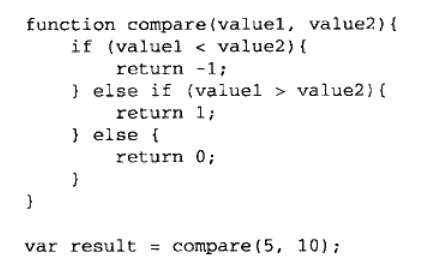 function compare(value1, value2){
    if (value1 < value2){
        return -1;
    } else if (value1 > value2){
        return 1;
    } else {
        return 0;
    }
}

var result = compare(5, 10);